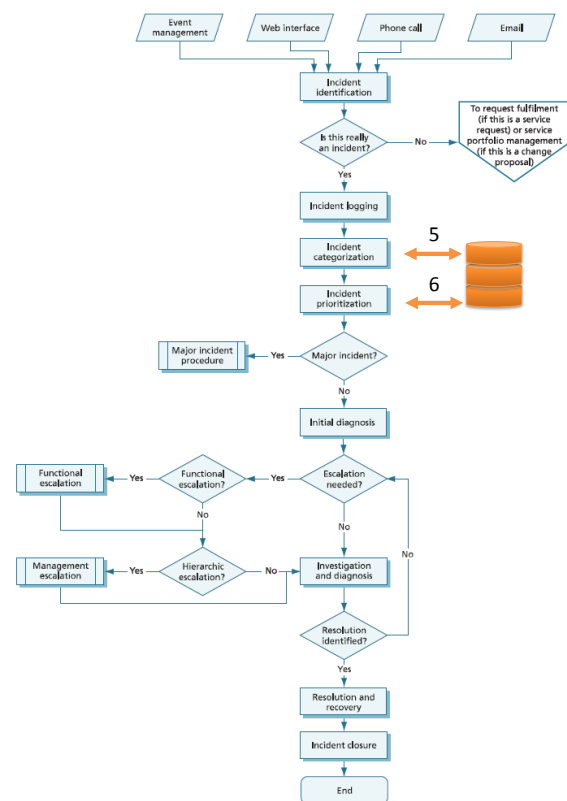 Event
management
Web interface
Phone call
Email
Incident
identification
Is this really
an incident?
No
To request fulfilment
(if this is a service
request) or service
portfolio management
(if this is a change
proposal)
Yes
Incident logging
Incident
categorization
5
Incident
prioritization
6
Major incident
procedure
Yes
Major incident?
No
Initial diagnosis
Functional
escalation
Yes
Functional
escalation?
Yes
Escalation
needed?
No
No
No
Management
escalation
Yes
Hierarchic
escalation?
No
Investigation
and diagnosis
Resolution
identified?
Yes
Resolution and
recovery
Incident closure
End